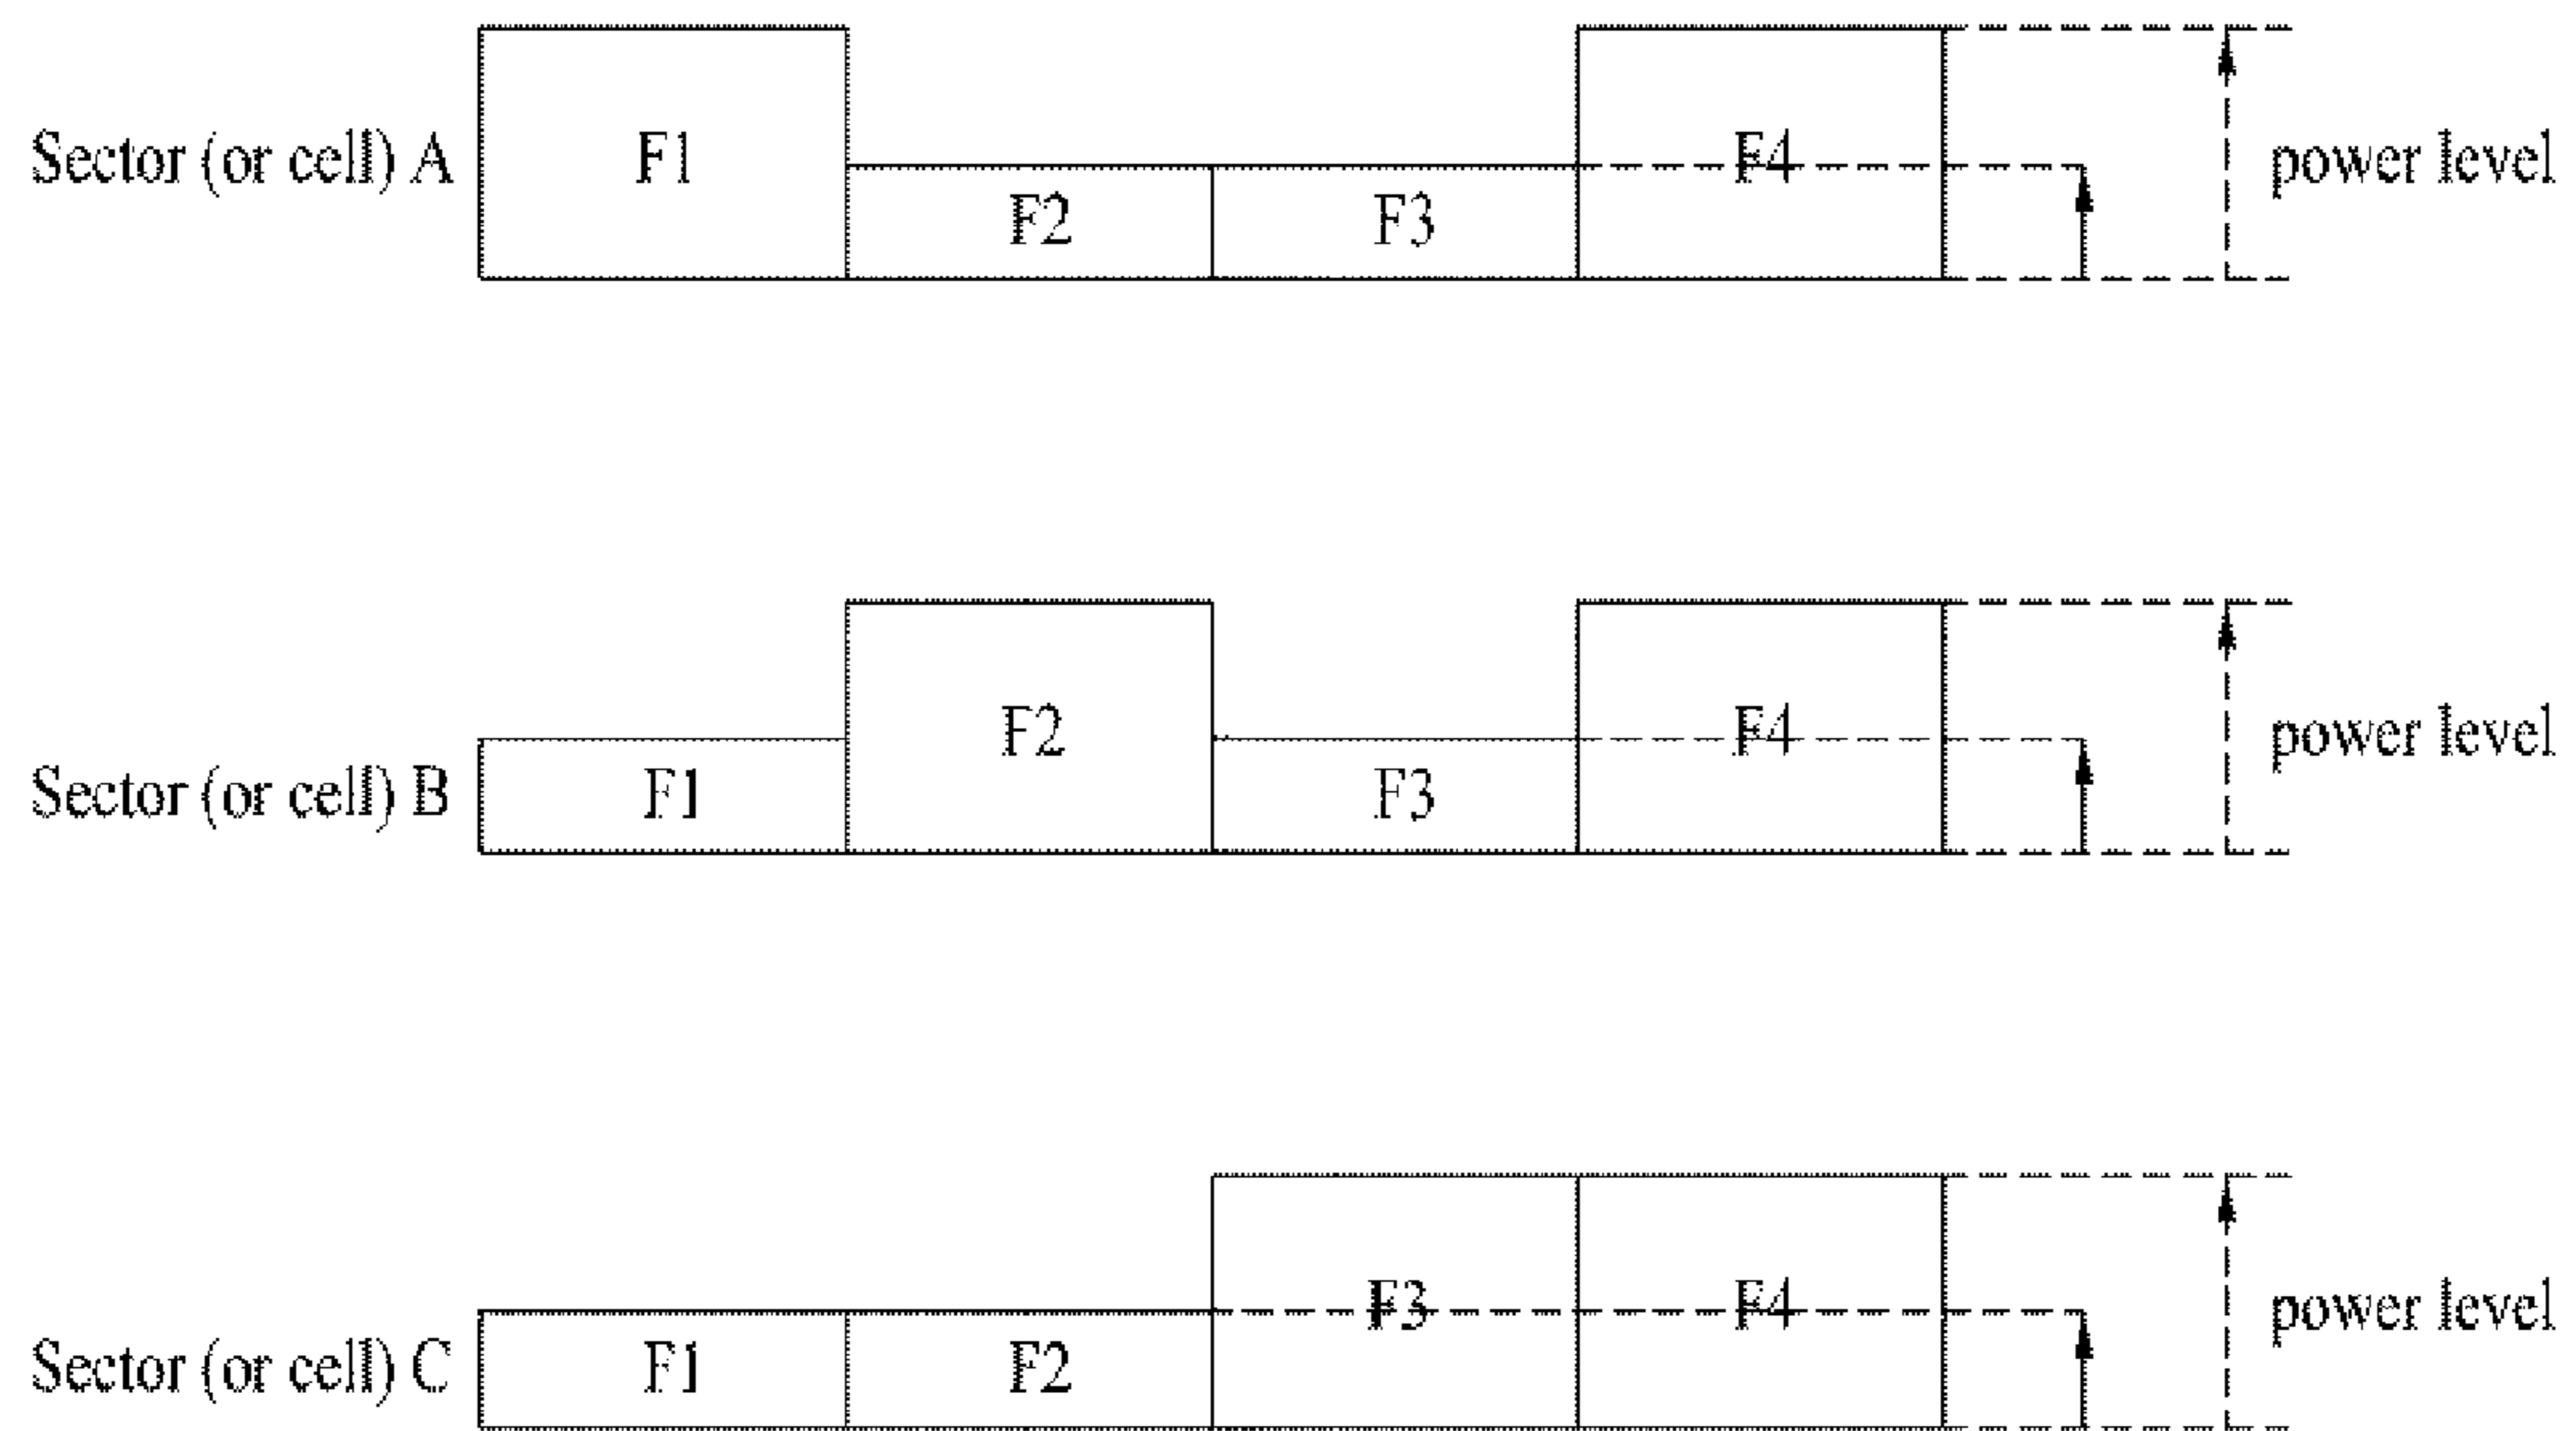 Sector (or cell) A F1 F2 F3 F4 power level
Sector (or cell) B F1 F2 F3 F4 power level
Sector (or cell) C F1 F2 F3 F4 power level